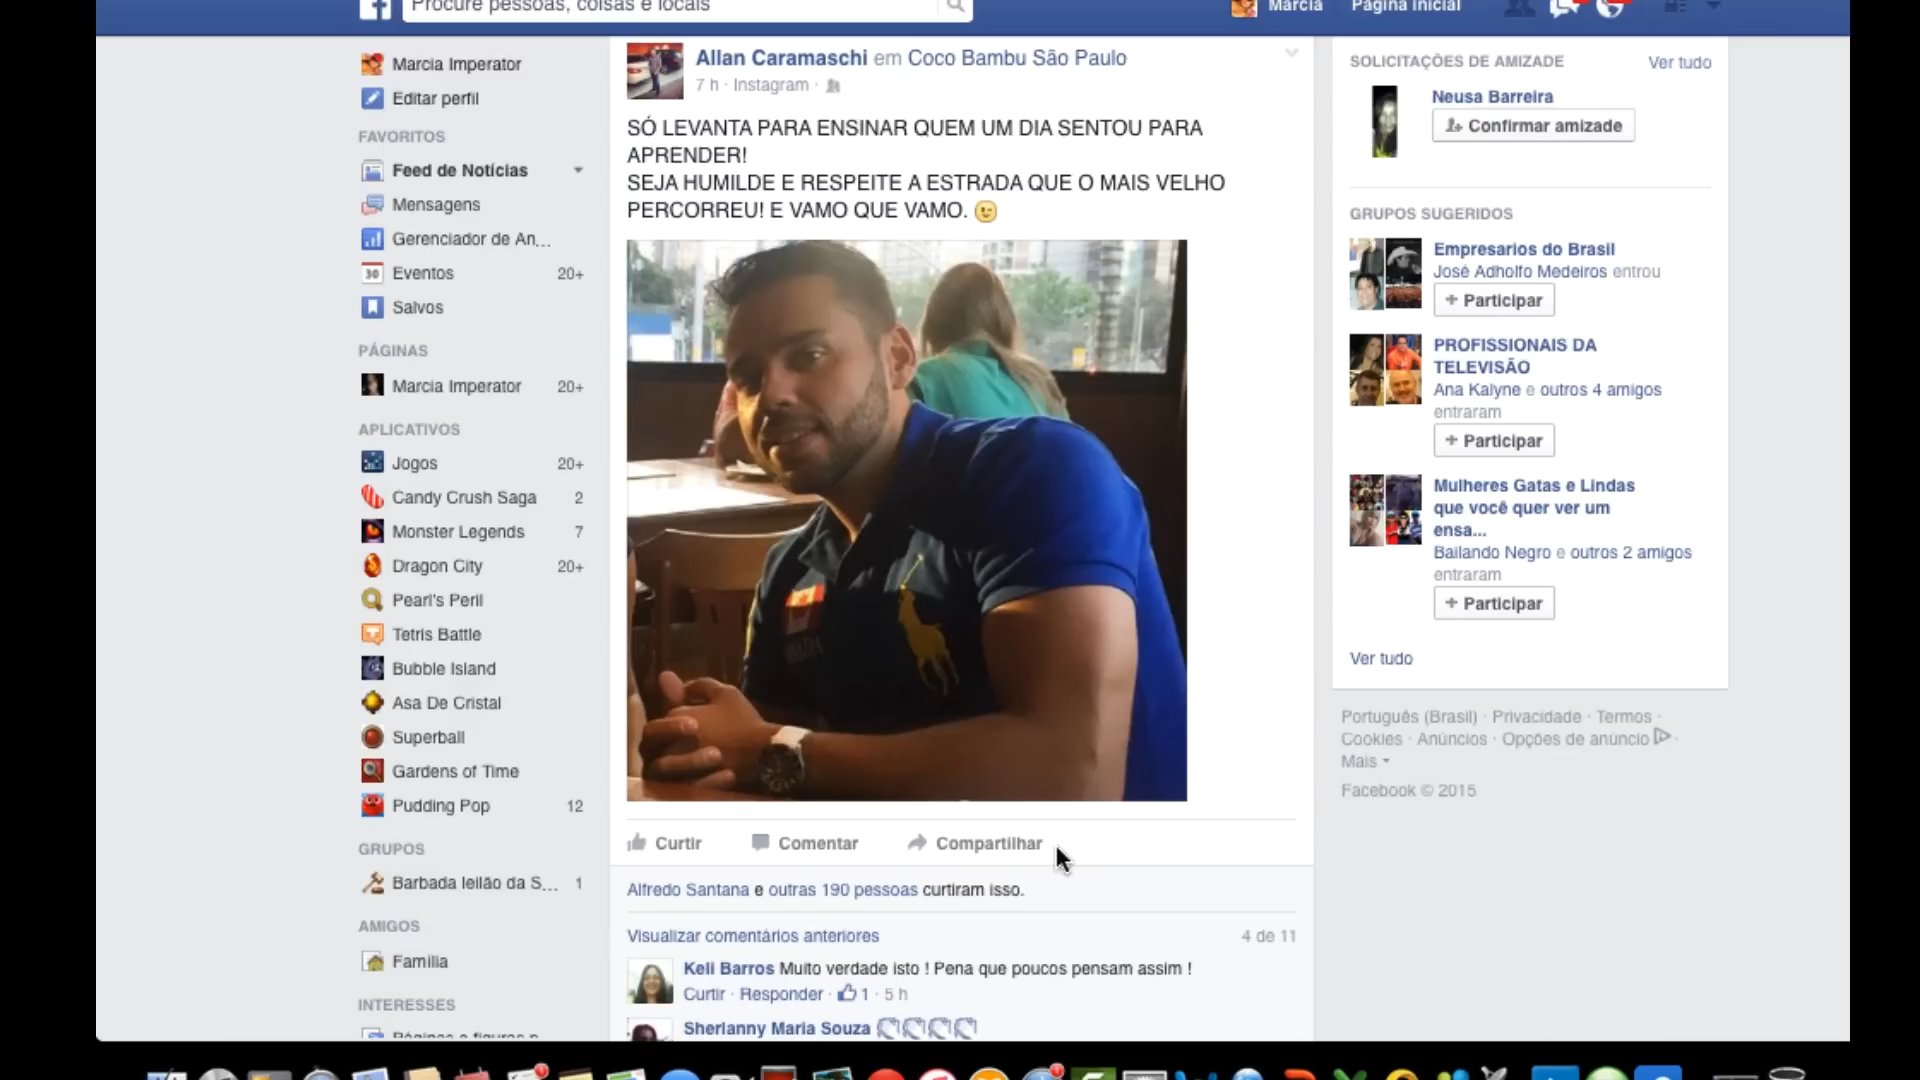 Procure pessoas, coisas e locais
Marcia
Página Inicial
Marcia Imperator
Editar perfil
FAVORITOS
Feed de Notícias
Mensagens
Gerenciador de An...
Eventos 20+
Salvos
PÁGINAS
Marcia Imperator 20+
APLICATIVOS
Jogos 20+
Candy Crush Saga 2
Monster Legends 7
Dragon City 20+
Pearl's Peril
Tetris Battle
Bubble Island
Asa De Cristal
Superball
Gardens of Time
Pudding Pop 12
GRUPOS
Barbada leilão da S... 1
AMIGOS
Família
INTERESSES
Allan Caramaschi em Coco Bambu São Paulo
7 h · Instagram ·
SÓ LEVANTA PARA ENSINAR QUEM UM DIA SENTOU PARA
APRENDER!
SEJA HUMILDE E RESPEITE A ESTRADA QUE O MAIS VELHO
PERCORREU! E VAMO QUE VAMO. 😉
Curtir Comentar Compartilhar
Alfredo Santana e outras 190 pessoas curtiram isso.
Visualizar comentários anteriores 4 de 11
Keli Barros Muito verdade isto ! Pena que poucos pensam assim !
Curtir · Responder · 1 · 5 h
Sherlanny Maria Souza
SOLICITAÇÕES DE AMIZADE Ver tudo
Neusa Barreira
Confirmar amizade
GRUPOS SUGERIDOS
Empresarios do Brasil
José Adholfo Medeiros entrou
+ Participar
PROFISSIONAIS DA
TELEVISÃO
Ana Kalyne e outros 4 amigos
entraram
+ Participar
Mulheres Gatas e Lindas
que você quer ver um
ensa...
Bailando Negro e outros 2 amigos
entraram
+ Participar
Ver tudo
Português (Brasil) · Privacidade · Termos ·
Cookies · Anúncios · Opções de anúncio ·
Mais
Facebook © 2015